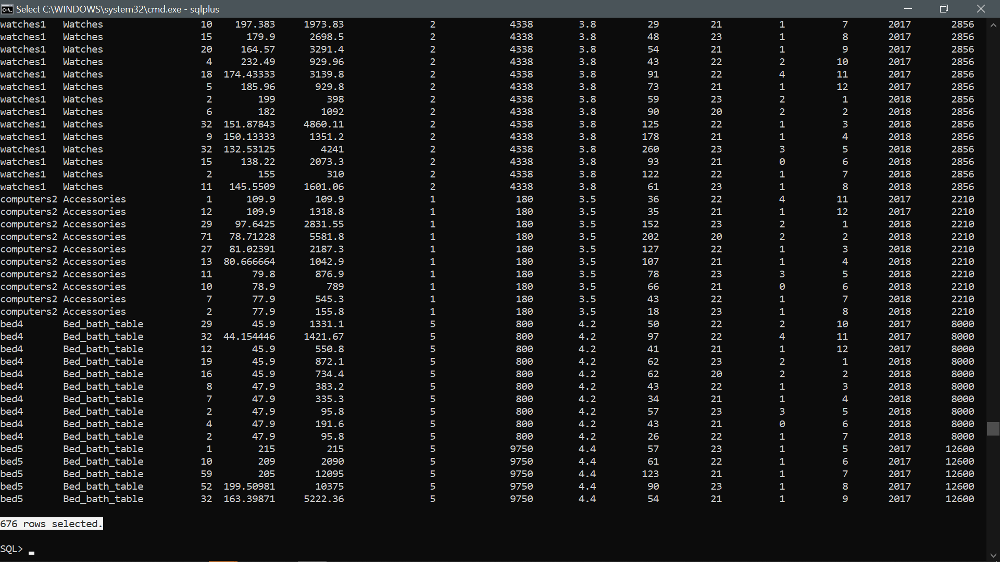 Select C:\WINDOWS\system32\cmd.exe - sqlplus
watches1 Watches 10 197.383 1973.83 2 4338 3.8 29 21 1 7 2017 2856
watches1 Watches 15 179.9 2698.5 2 4338 3.8 48 23 1 8 2017 2856
watches1 Watches 20 164.57 3291.4 2 4338 3.8 54 21 1 9 2017 2856
watches1 Watches 4 232.49 929.96 2 4338 3.8 43 22 2 10 2017 2856
watches1 Watches 18 174.43333 3139.8 2 4338 3.8 91 22 4 11 2017 2856
watches1 Watches 5 185.96 929.8 2 4338 3.8 73 21 1 12 2017 2856
watches1 Watches 2 199 398 2 4338 3.8 59 23 2 1 2018 2856
watches1 Watches 6 182 1092 2 4338 3.8 90 20 2 2 2018 2856
watches1 Watches 32 151.87843 4860.11 2 4338 3.8 125 22 1 3 2018 2856
watches1 Watches 9 150.13333 1351.2 2 4338 3.8 178 21 1 4 2018 2856
watches1 Watches 32 132.53125 4241 2 4338 3.8 260 23 3 5 2018 2856
watches1 Watches 15 138.22 2073.3 2 4338 3.8 93 21 0 6 2018 2856
watches1 Watches 2 155 310 2 4338 3.8 122 22 1 7 2018 2856
watches1 Watches 11 145.5509 1601.06 2 4338 3.8 61 23 1 8 2018 2856
computers2 Accessories 1 109.9 109.9 1 180 3.5 36 22 4 11 2017 2210
computers2 Accessories 12 109.9 1318.8 1 180 3.5 35 21 1 12 2017 2210
computers2 Accessories 29 97.6425 2831.55 1 180 3.5 152 23 2 1 2018 2210
computers2 Accessories 71 78.71228 5581.8 1 180 3.5 202 20 2 2 2018 2210
computers2 Accessories 27 81.02391 2187.3 1 180 3.5 127 22 1 3 2018 2210
computers2 Accessories 13 80.666664 1042.9 1 180 3.5 107 21 1 4 2018 2210
computers2 Accessories 11 79.8 876.9 1 180 3.5 78 23 3 5 2018 2210
computers2 Accessories 10 78.9 789 1 180 3.5 66 21 0 6 2018 2210
computers2 Accessories 7 77.9 545.3 1 180 3.5 43 22 1 7 2018 2210
computers2 Accessories 2 77.9 155.8 1 180 3.5 18 23 1 8 2018 2210
bed4 Bed_bath_table 29 45.9 1331.1 5 800 4.2 50 22 2 10 2017 8000
bed4 Bed_bath_table 32 44.154446 1421.67 5 800 4.2 97 22 4 11 2017 8000
bed4 Bed_bath_table 12 45.9 550.8 5 800 4.2 41 21 1 12 2017 8000
bed4 Bed_bath_table 19 45.9 872.1 5 800 4.2 62 23 2 1 2018 8000
bed4 Bed_bath_table 16 45.9 734.4 5 800 4.2 62 20 2 2 2018 8000
bed4 Bed_bath_table 8 47.9 383.2 5 800 4.2 43 22 1 3 2018 8000
bed4 Bed_bath_table 7 47.9 335.3 5 800 4.2 34 21 1 4 2018 8000
bed4 Bed_bath_table 2 47.9 95.8 5 800 4.2 57 23 3 5 2018 8000
bed4 Bed_bath_table 4 47.9 191.6 5 800 4.2 43 21 0 6 2018 8000
bed4 Bed_bath_table 2 47.9 95.8 5 800 4.2 26 22 1 7 2018 8000
bed5 Bed_bath_table 1 215 215 5 9750 4.4 57 23 1 5 2017 12600
bed5 Bed_bath_table 10 209 2090 5 9750 4.4 61 22 1 6 2017 12600
bed5 Bed_bath_table 59 205 12095 5 9750 4.4 123 21 1 7 2017 12600
bed5 Bed_bath_table 52 199.50981 10375 5 9750 4.4 90 23 1 8 2017 12600
bed5 Bed_bath_table 32 163.39871 5222.36 5 9750 4.4 54 21 1 9 2017 12600
676 rows selected.
SQL>